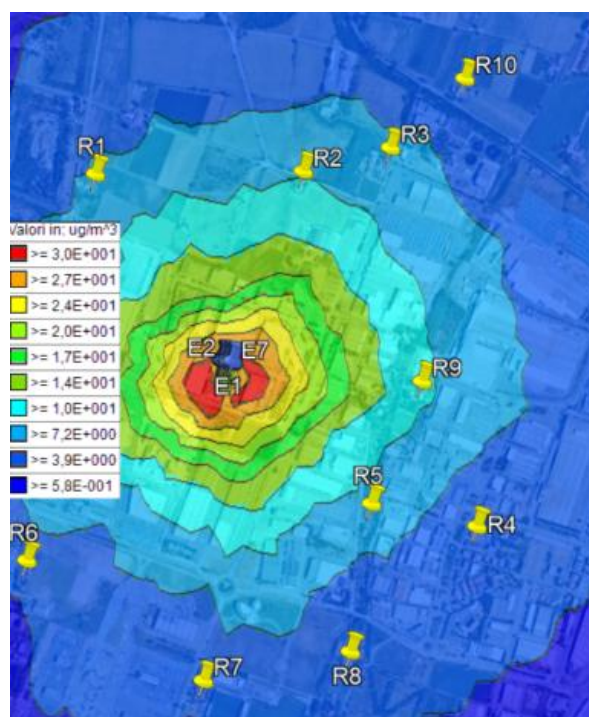 R10
R3
R2
R1
Valori in: ug/m^3
>= 3,0E+001
>= 2,7E+001
>= 2,4E+001
>= 2,0E+001
>= 1,7E+001
>= 1,4E+001
>= 1,0E+001
>= 7,2E+000
>= 3,9E+000
>= 5,8E-001
E2
E7
E1
R9
R5
R4
R6
R7
R8